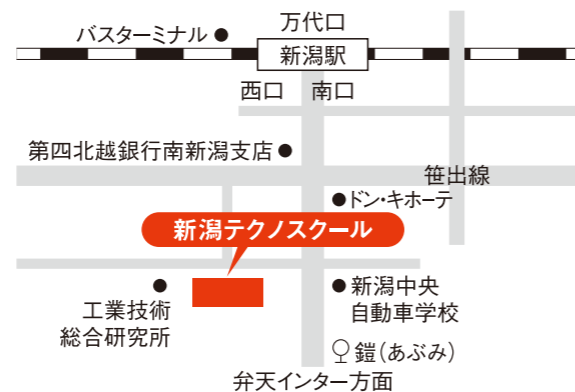 万代口
バスターミナル
新潟駅
西口
南口
第四北越銀行南新潟支店
笹出線
ドン・キホーテ
新潟テクノスクール
工業技術
総合研究所
新潟中央
自動車学校
鐙(あぶみ)
弁天インター方面